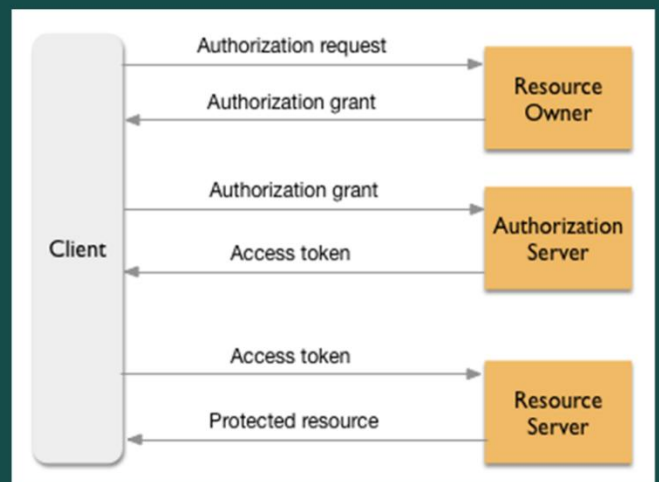 Authorization request
Resource
Owner
Authorization grant
Authorization grant
Authorization
Server
Client
Access token
Access token
Resource
Server
Protected resource